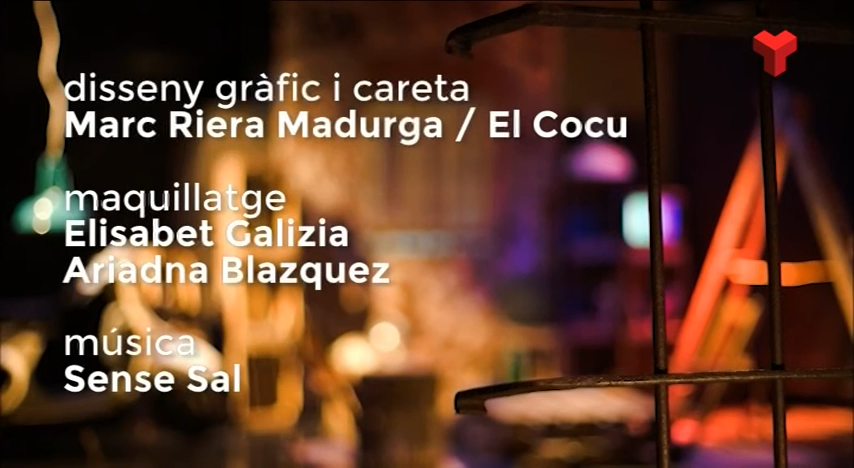 disseny gràfic i careta
Marc Riera Madurga / El Cocu
maquillatge
Elisabet Galizia
Ariadna Blazquez
música
Sense Sal